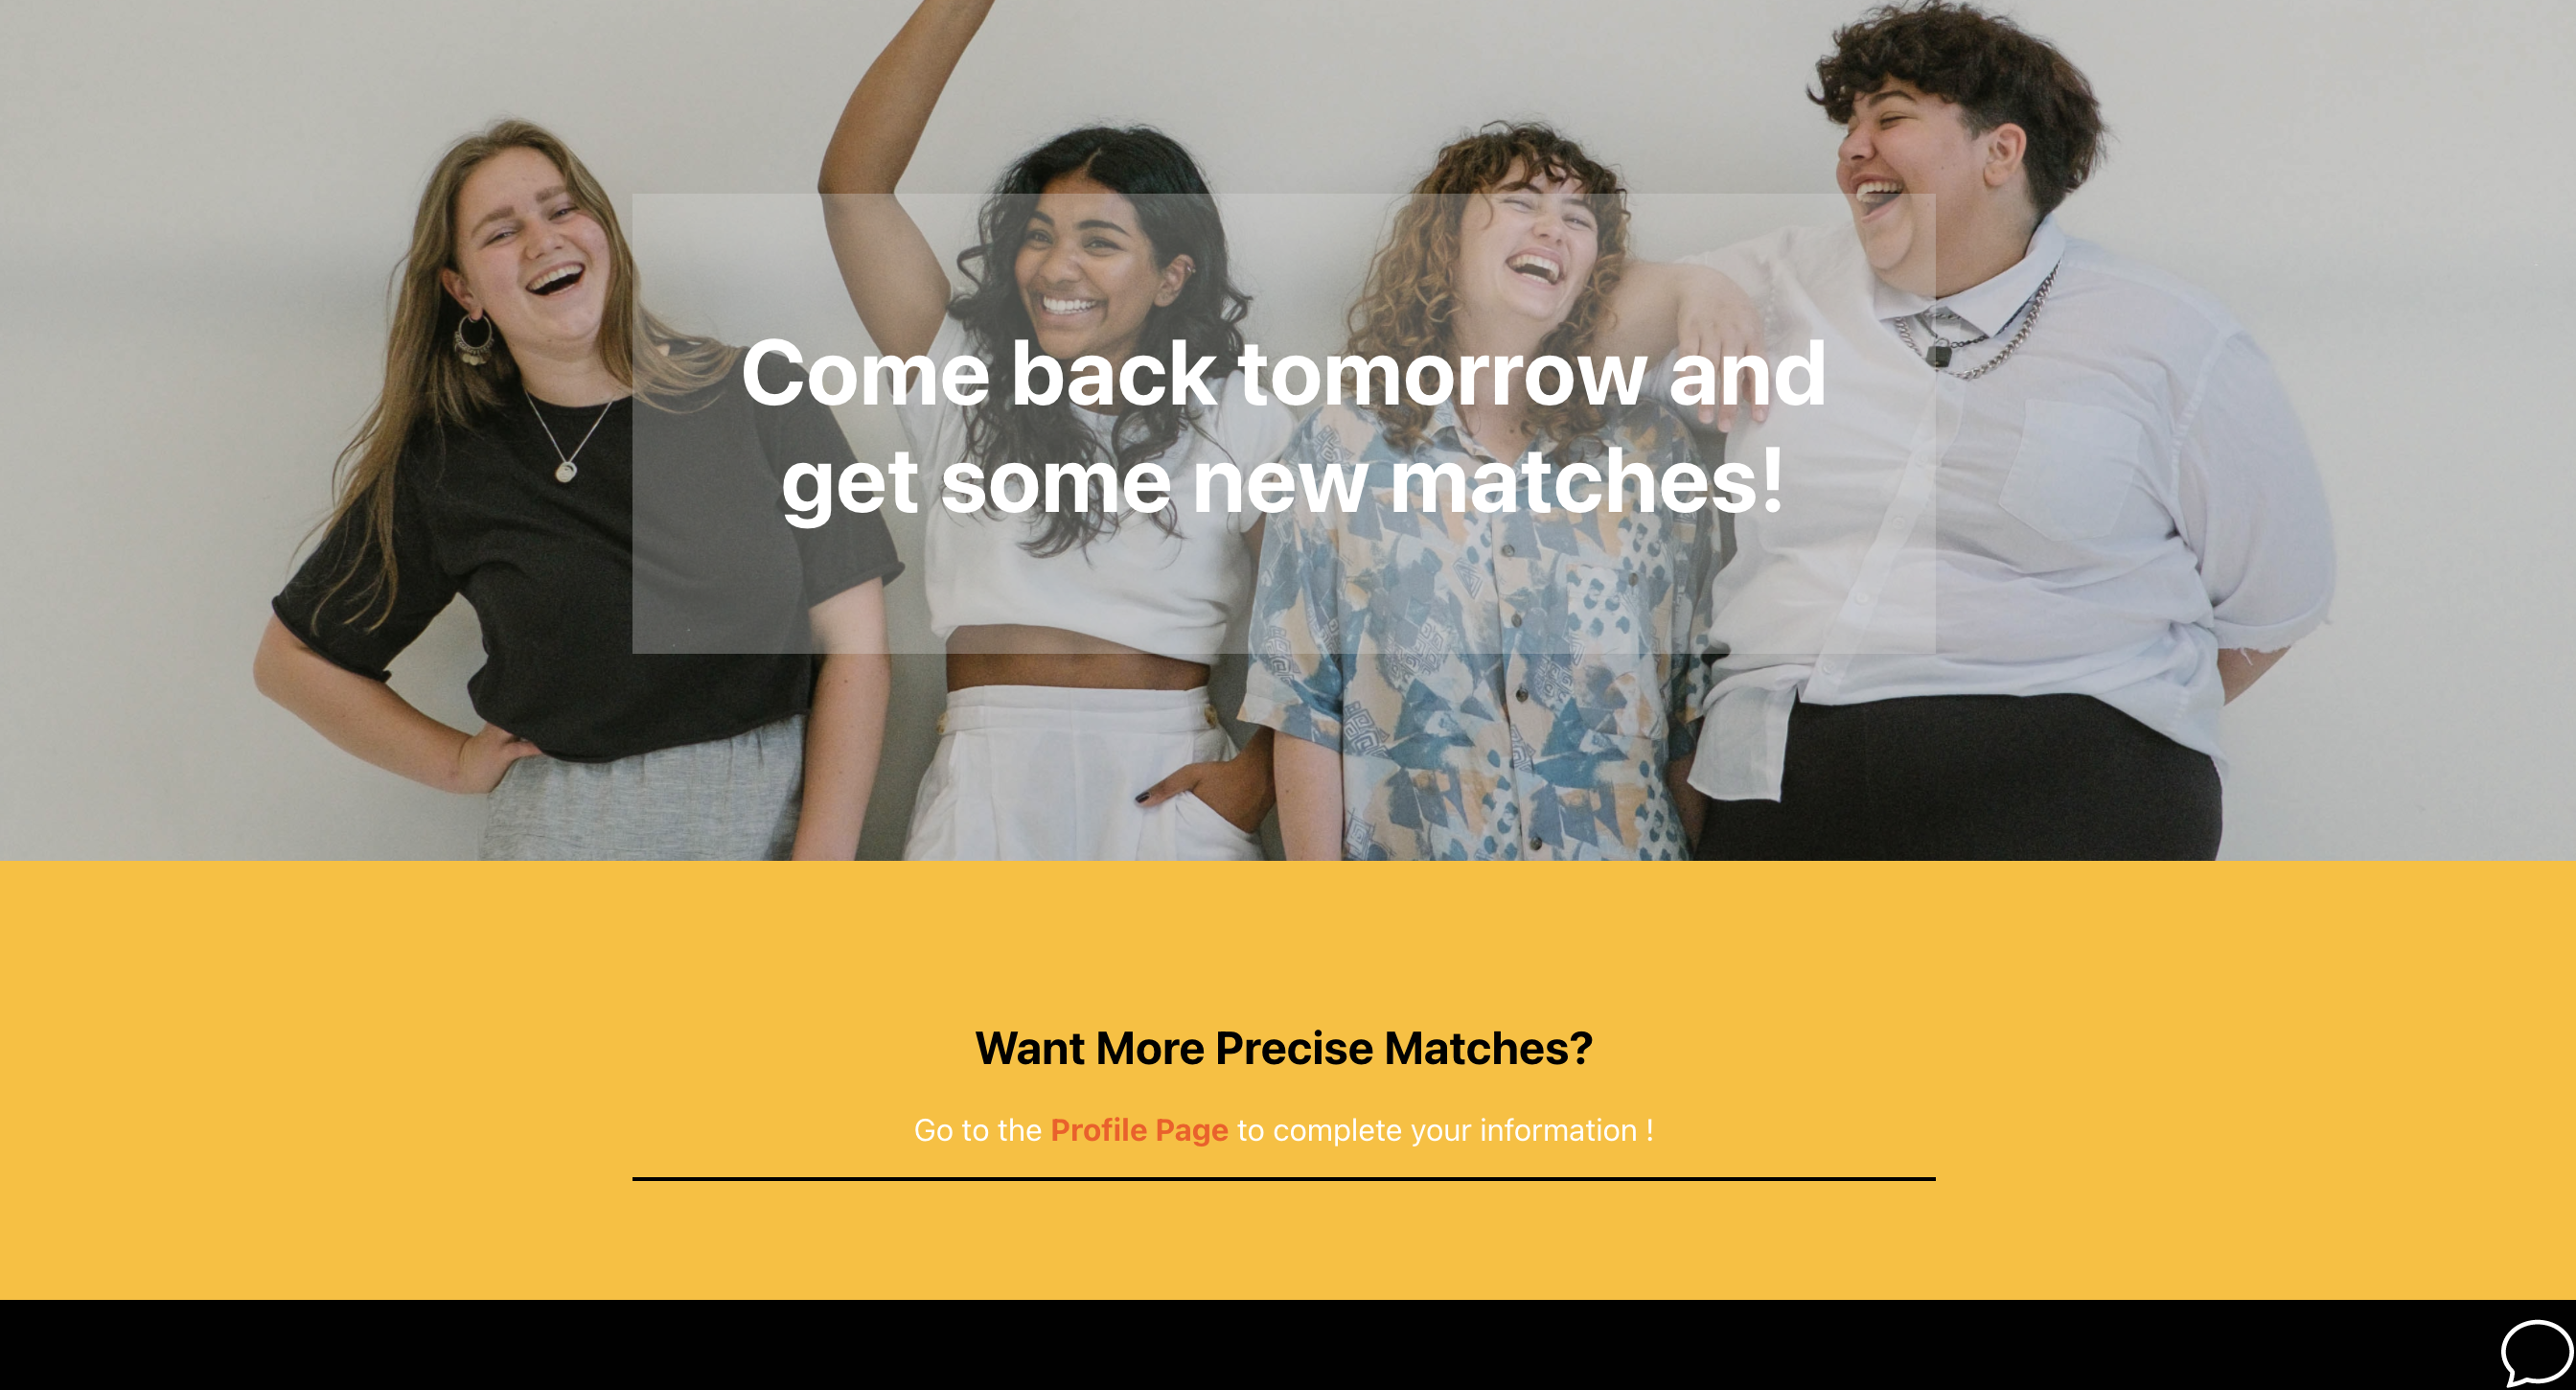 Come back tomorrow and
get some new matches!
Want More Precise Matches?
Go to the Profile Page to complete your information !